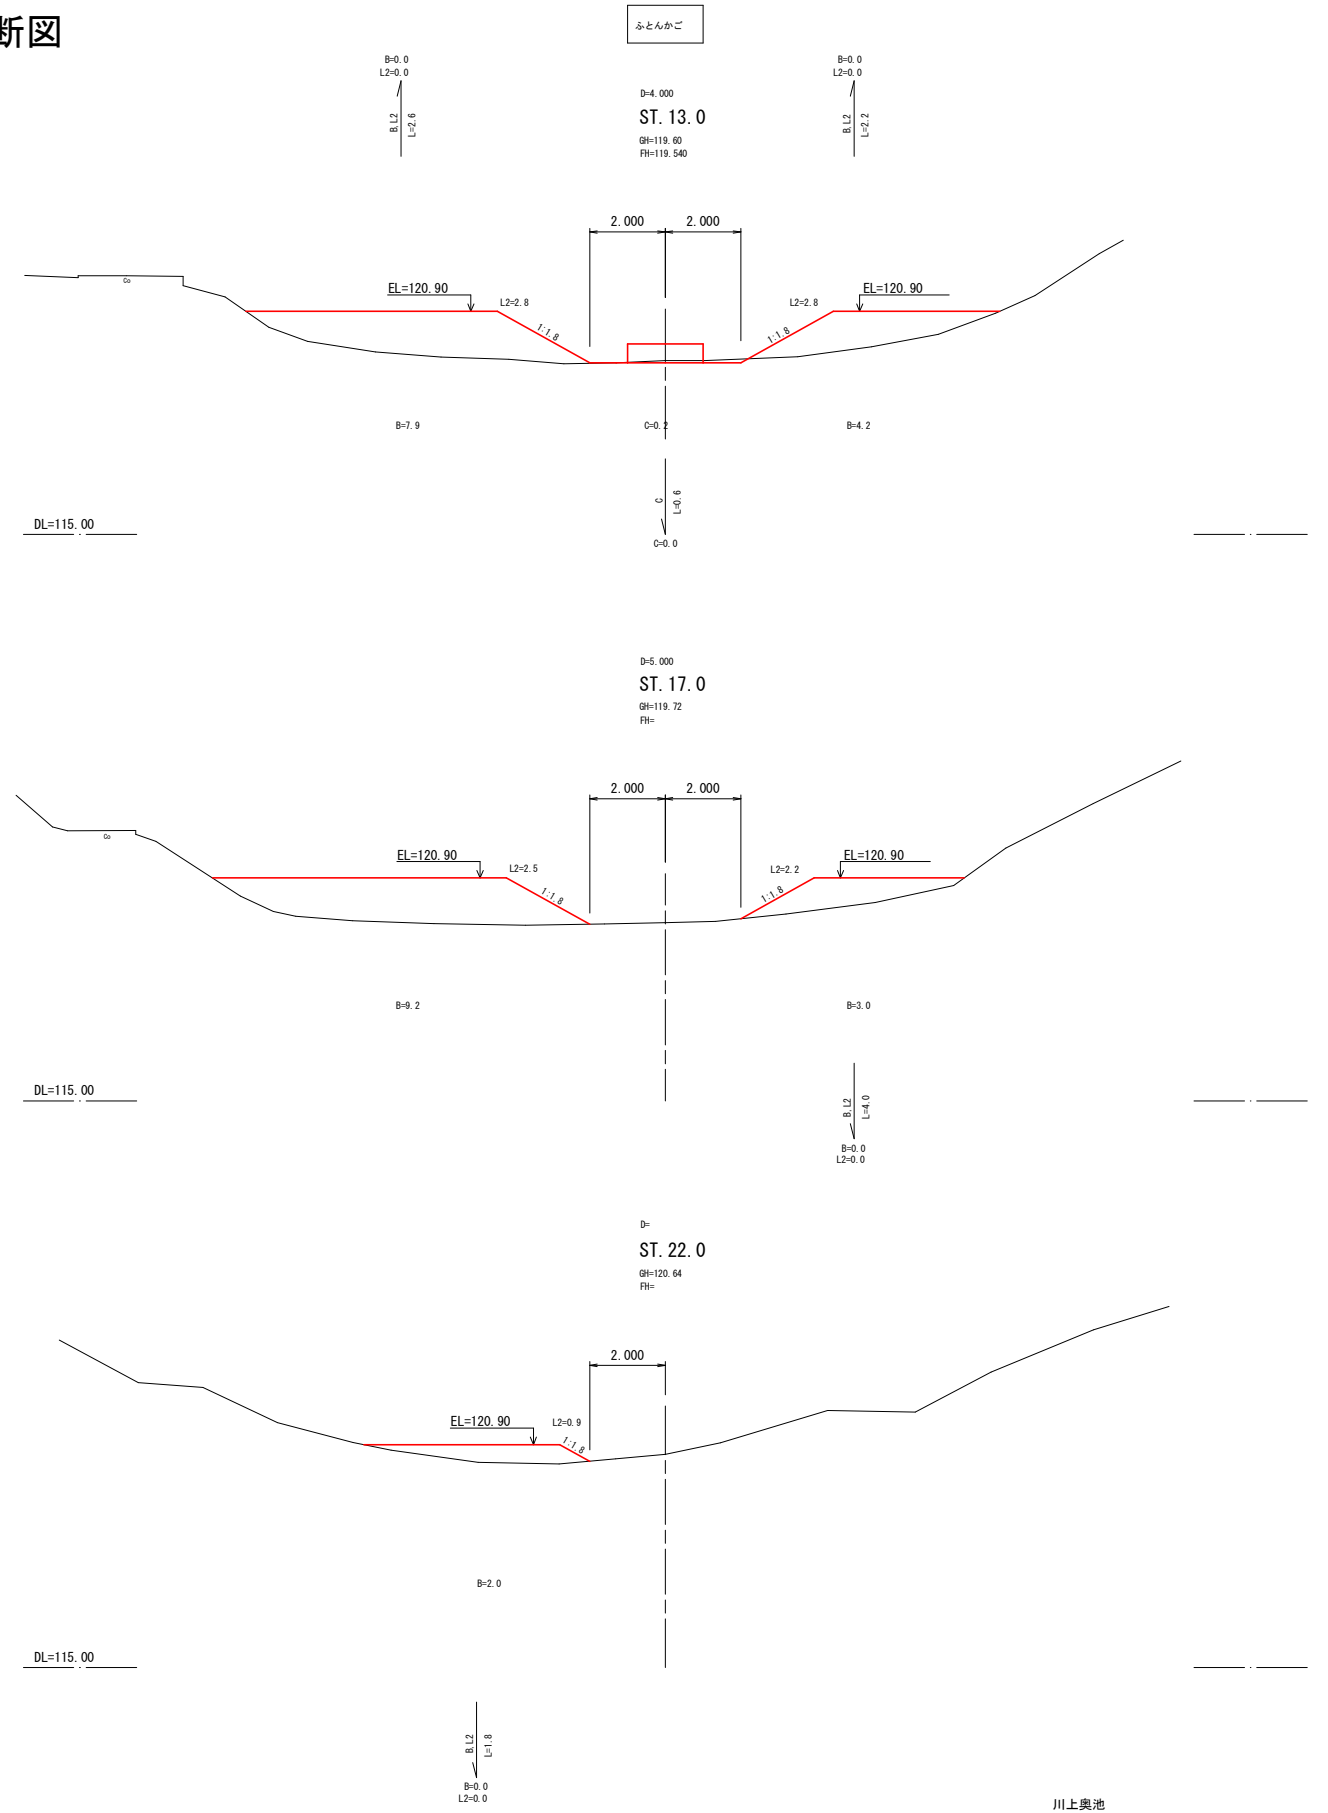 断図
ふとんかご
B=0.0
L2=0.0
B,L2
L=2.6
D=4.000
ST.13.0
GH=119.60
FH=119.540
B=0.0
L2=0.0
B,L2
L=2.2
2.000 2.000
Co
EL=120.90
L2=2.8
1:1.8
L2=2.8
1:1.8
EL=120.90
B=7.9
C=0.2
B=4.2
C
L=0.6
C=0.0
DL=115.00
D=5.000
ST.17.0
GH=119.72
FH=
2.000 2.000
Co
EL=120.90
L2=2.5
1:1.8
L2=2.2
1:1.8
EL=120.90
B=9.2
B=3.0
DL=115.00
B,L2
L=4.0
B=0.0
L2=0.0
D=
ST.22.0
GH=120.64
FH=
2.000
EL=120.90
L2=0.9
1:1.8
B=2.0
DL=115.00
B,L2
L=1.8
B=0.0
L2=0.0
川上奥池